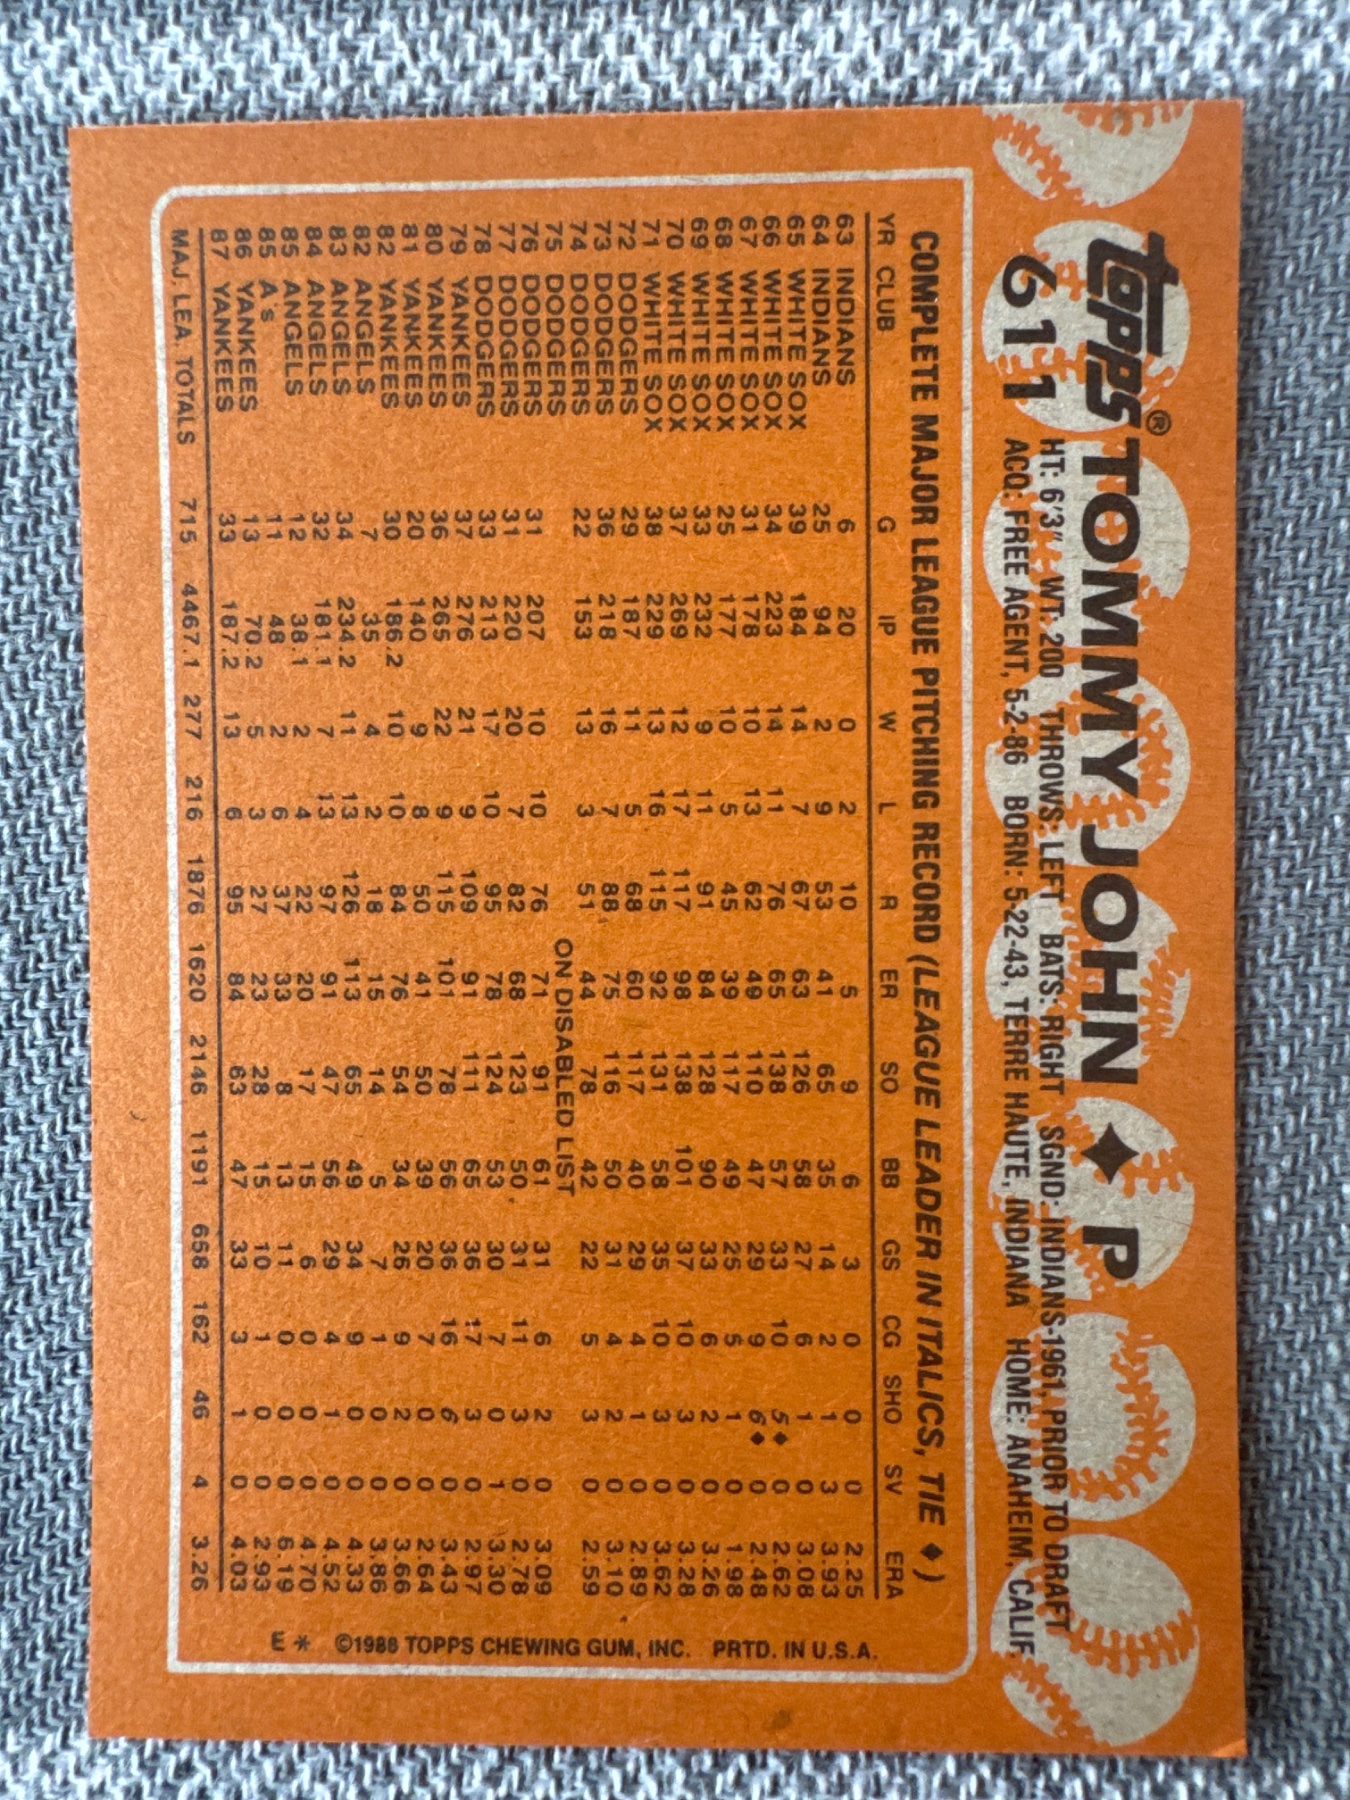 topps®
611
TOMMY JOHN ♦ P
HT: 6'3" WT: 200 THROWS: LEFT BATS: RIGHT SGND: INDIANS-1961, PRIOR TO DRAFT
ACQ: FREE AGENT, 5-2-86 BORN: 5-22-43, TERRE HAUTE, INDIANA HOME: ANAHEIM, CALIF.
COMPLETE MAJOR LEAGUE PITCHING RECORD (LEAGUE LEADER IN ITALICS, TIE ♦)
YR CLUB G IP W L R ER SO BB GS CG SHO SV ERA
63 INDIANS 6 20 0 2 10 5 9 6 3 0 0 0 2.25
64 INDIANS 25 94 2 9 53 41 65 35 14 2 1 3 3.93
65 WHITE SOX 39 184 14 7 67 63 126 58 27 6 1 0 3.08
66 WHITE SOX 34 223 14 11 76 65 138 57 33 10 5♦ 0 2.62
67 WHITE SOX 31 178 10 13 62 49 110 47 29 9 6♦ 0 2.48
68 WHITE SOX 25 177 10 5 45 39 117 49 25 5 1 0 1.98
69 WHITE SOX 33 232 9 11 91 84 128 90 33 6 2 0 3.26
70 WHITE SOX 37 269 12 17 117 98 138 101 37 10 3 0 3.28
71 WHITE SOX 38 229 13 16 115 92 131 58 35 10 3 0 3.62
72 DODGERS 29 187 11 5 68 60 117 40 29 4 1 0 2.89
73 DODGERS 36 218 16 7 88 75 116 50 31 4 2 0 3.10
74 DODGERS 22 153 13 3 51 44 78 42 22 5 3 0 2.59
75 DODGERS ON DISABLED LIST
76 DODGERS 31 207 10 10 76 71 91 61 31 6 2 0 3.09
77 DODGERS 31 220 20 7 82 68 123 50 31 11 3 0 2.78
78 DODGERS 33 213 17 10 95 78 124 53 30 7 0 1 3.30
79 YANKEES 37 276 21 9 109 91 111 65 36 17 3 0 2.97
80 YANKEES 36 265 22 9 115 101 78 56 36 16 6 0 3.43
81 YANKEES 20 140 9 8 50 41 50 39 20 7 0 0 2.64
82 YANKEES 30 186.2 10 10 84 76 54 34 26 9 2 0 3.66
82 ANGELS 7 35 4 2 18 15 14 5 7 1 0 0 3.86
83 ANGELS 34 234.2 11 13 126 113 65 49 34 9 0 0 4.33
84 ANGELS 32 181.1 7 13 97 91 47 56 29 4 1 0 4.52
85 ANGELS 12 38.1 2 4 22 20 17 15 6 0 0 0 4.70
85 A's 11 48 2 6 37 33 8 13 11 0 0 0 6.19
86 YANKEES 13 70.2 5 3 27 23 28 15 10 1 0 0 2.93
87 YANKEES 33 187.2 13 6 95 84 63 47 33 3 1 0 4.03
MAJ. LEA. TOTALS 715 4467.1 277 216 1876 1620 2146 1191 658 162 46 4 3.26
E * ©1988 TOPPS CHEWING GUM, INC. PRTD. IN U.S.A.